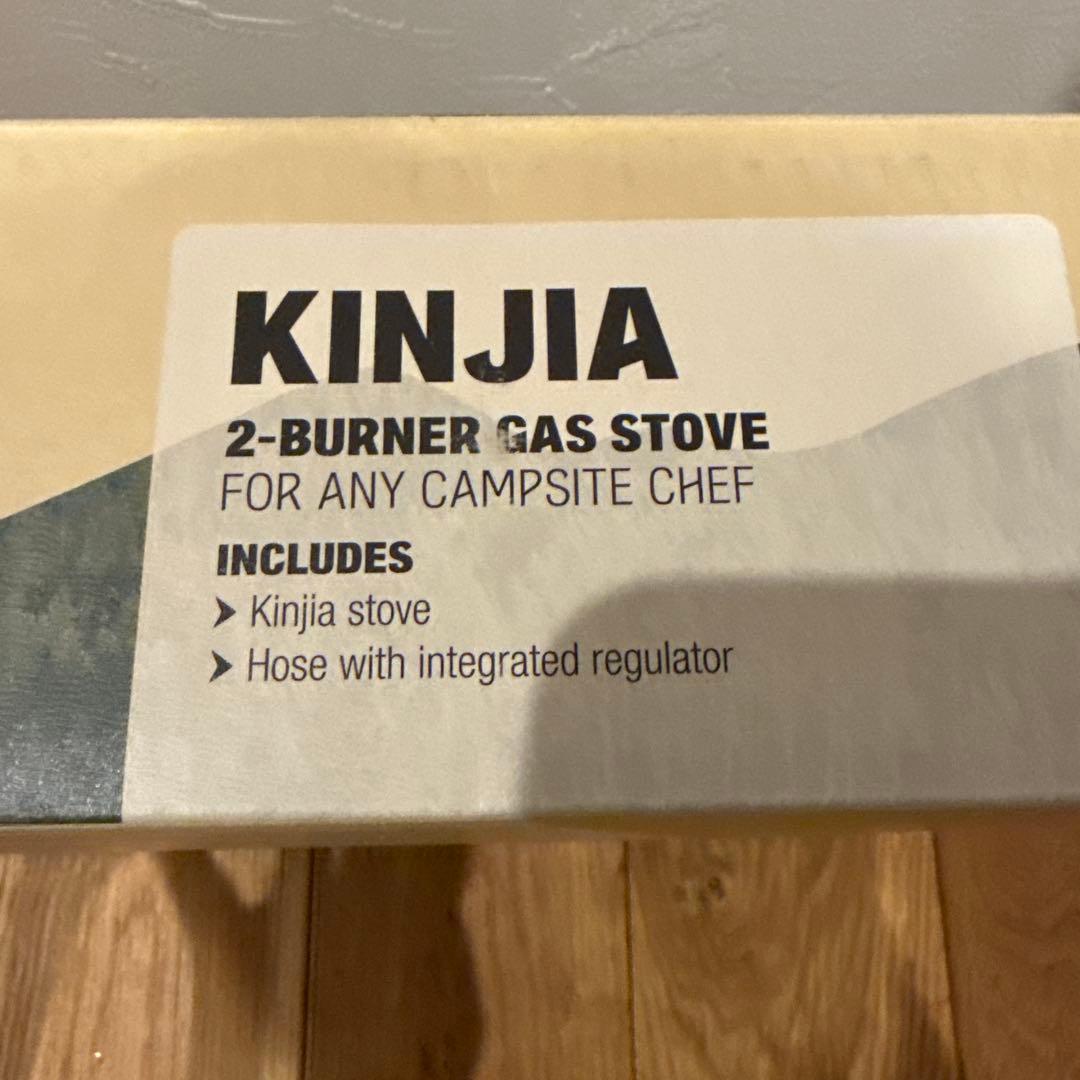 KINJIA
2-BURNER GAS STOVE
FOR ANY CAMPSITE CHEF
INCLUDES
➤ Kinjia stove
➤ Hose with integrated regulator